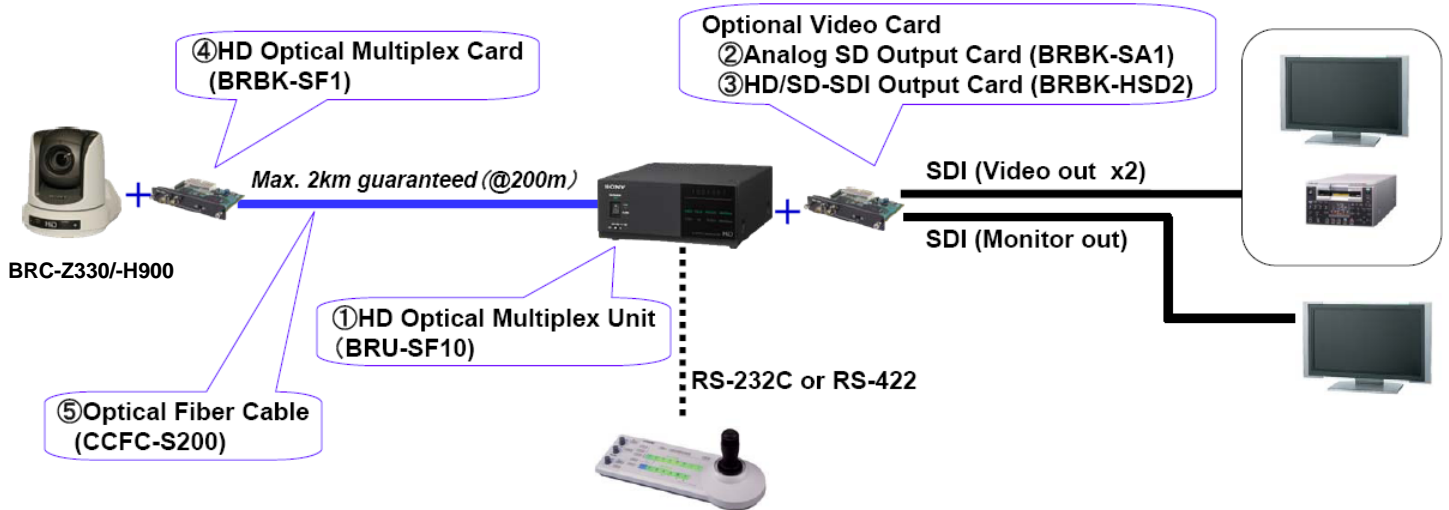 ④HD Optical Multiplex Card
(BRBK-SF1)
Optional Video Card
②Analog SD Output Card (BRBK-SA1)
③HD/SD-SDI Output Card (BRBK-HSD2)
Max. 2km guaranteed（@200m）
SONY
SDI (Video out x2)
SDI (Monitor out)
BRC-Z330/-H900
①HD Optical Multiplex Unit
（BRU-SF10)
RS-232C or RS-422
⑤Optical Fiber Cable
(CCFC-S200)